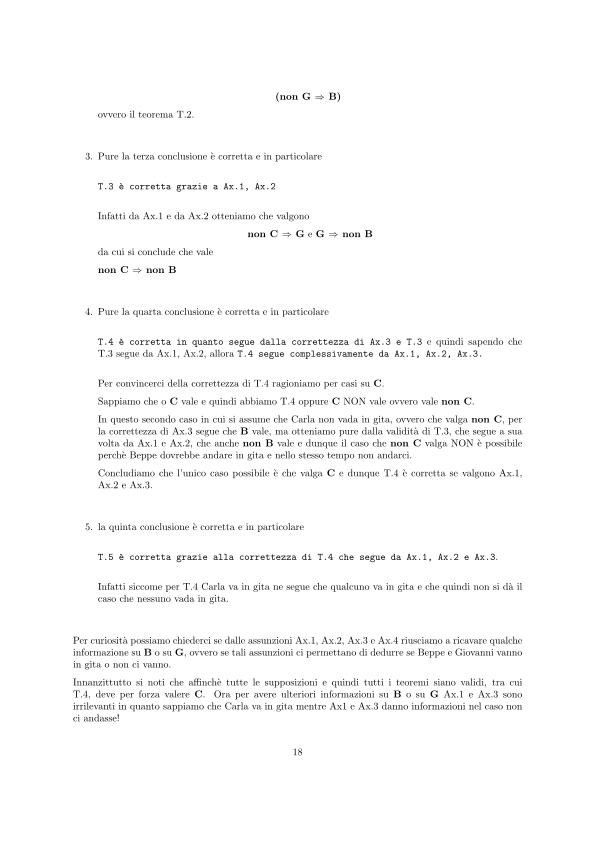 (non G ⇒ B)
ovvero il teorema T.2.
3. Pure la terza conclusione è corretta e in particolare
T.3 è corretta grazie a Ax.1, Ax.2
Infatti da Ax.1 e da Ax.2 otteniamo che valgono
non C ⇒ G e G ⇒ non B
da cui si conclude che vale
non C ⇒ non B
4. Pure la quarta conclusione è corretta e in particolare
T.4 è corretta in quanto segue dalla correttezza di Ax.3 e T.3 e quindi sapendo che
T.3 segue da Ax.1, Ax.2, allora T.4 segue complessivamente da Ax.1, Ax.2, Ax.3.
Per convincerci della correttezza di T.4 ragioniamo per casi su C.
Sappiamo che o C vale e quindi abbiamo T.4 oppure C NON vale ovvero vale non C.
In questo secondo caso in cui si assume che Carla non vada in gita, ovvero che valga non C, per
la correttezza di Ax.3 segue che B vale, ma otteniamo pure dalla validità di T.3, che segue a sua
volta da Ax.1 e Ax.2, che anche non B vale e dunque il caso che non C valga NON è possibile
perchè Beppe dovrebbe andare in gita e nello stesso tempo non andarci.
Concludiamo che l'unico caso possibile è che valga C e dunque T.4 è corretta se valgono Ax.1,
Ax.2 e Ax.3.
5. la quinta conclusione è corretta e in particolare
T.5 è corretta grazie alla correttezza di T.4 che segue da Ax.1, Ax.2 e Ax.3.
Infatti siccome per T.4 Carla va in gita ne segue che qualcuno va in gita e che quindi non si dà il
caso che nessuno vada in gita.
Per curiosità possiamo chiederci se dalle assunzioni Ax.1, Ax.2, Ax.3 e Ax.4 riusciamo a ricavare qualche
informazione su B o su G, ovvero se tali assunzioni ci permettano di dedurre se Beppe e Giovanni vanno
in gita o non ci vanno.
Innanzittutto si noti che affinchè tutte le supposizioni e quindi tutti i teoremi siano validi, tra cui
T.4, deve per forza valere C. Ora per avere ulteriori informazioni su B o su G Ax.1 e Ax.3 sono
irrilevanti in quanto sappiamo che Carla va in gita mentre Ax1 e Ax.3 danno informazioni nel caso non
ci andasse!
18